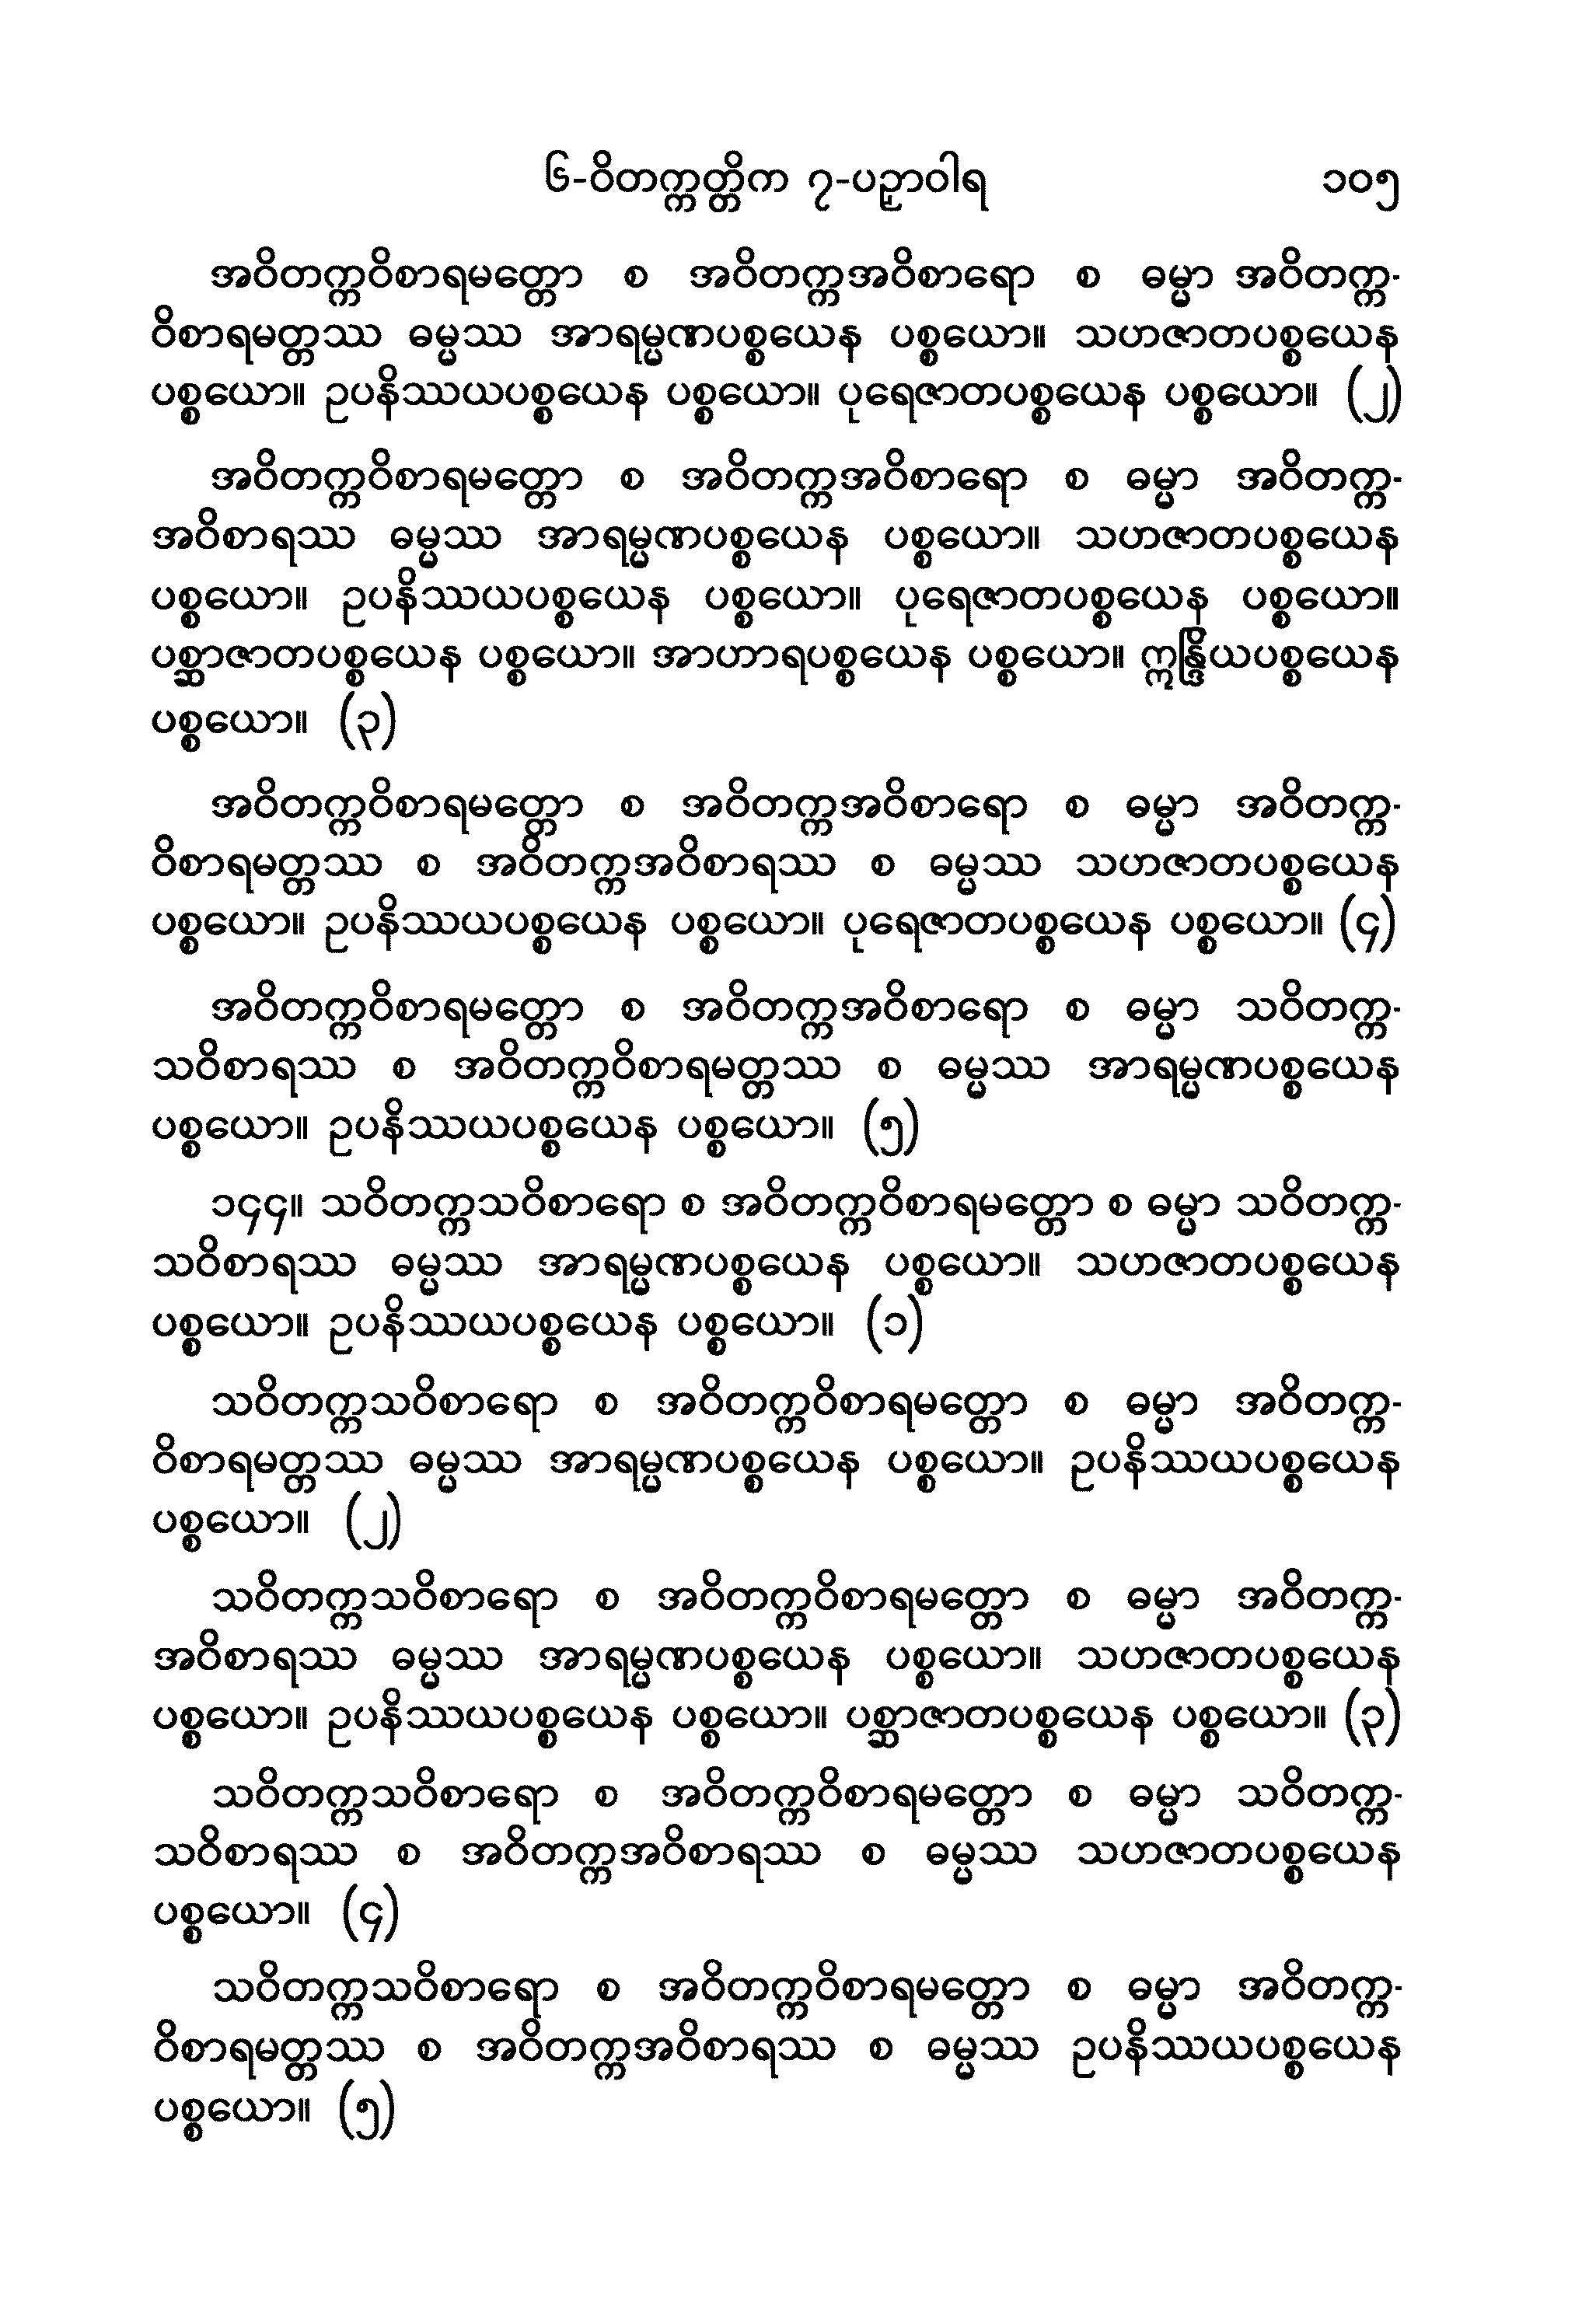 ၆-ဝိတက္ကတ္တိက ၇-ပဉှာဝါရ ၁၀၅
အဝိတက္ကဝိစာရမတ္တော စ အဝိတက္ကအဝိစာရော စ ဓမ္မာ အဝိတက္က-
ဝိစာရမတ္တဿ ဓမ္မဿ အာရမ္မဏပစ္စယေန ပစ္စယော။ သဟဇာတပစ္စယေန
ပစ္စယော။ ဥပနိဿယပစ္စယေန ပစ္စယော။ ပုရေဇာတပစ္စယေန ပစ္စယော။ (၂)
အဝိတက္ကဝိစာရမတ္တော စ အဝိတက္ကအဝိစာရော စ ဓမ္မာ အဝိတက္က-
အဝိစာရဿ ဓမ္မဿ အာရမ္မဏပစ္စယေန ပစ္စယော။ သဟဇာတပစ္စယေန
ပစ္စယော။ ဥပနိဿယပစ္စယေန ပစ္စယော။ ပုရေဇာတပစ္စယေန ပစ္စယော။
ပစ္ဆာဇာတပစ္စယေန ပစ္စယော။ အာဟာရပစ္စယေန ပစ္စယော။ ဣန္ဒြိယပစ္စယေန
ပစ္စယော။ (၃)
အဝိတက္ကဝိစာရမတ္တော စ အဝိတက္ကအဝိစာရော စ ဓမ္မာ အဝိတက္က-
ဝိစာရမတ္တဿ စ အဝိတက္ကအဝိစာရဿ စ ဓမ္မဿ သဟဇာတပစ္စယေန
ပစ္စယော။ ဥပနိဿယပစ္စယေန ပစ္စယော။ ပုရေဇာတပစ္စယေန ပစ္စယော။ (၄)
အဝိတက္ကဝိစာရမတ္တော စ အဝိတက္ကအဝိစာရော စ ဓမ္မာ သဝိတက္က-
သဝိစာရဿ စ အဝိတက္ကဝိစာရမတ္တဿ စ ဓမ္မဿ အာရမ္မဏပစ္စယေန
ပစ္စယော။ ဥပနိဿယပစ္စယေန ပစ္စယော။ (၅)
၁၄၄။ သဝိတက္ကသဝိစာရော စ အဝိတက္ကဝိစာရမတ္တော စ ဓမ္မာ သဝိတက္က-
သဝိစာရဿ ဓမ္မဿ အာရမ္မဏပစ္စယေန ပစ္စယော။ သဟဇာတပစ္စယေန
ပစ္စယော။ ဥပနိဿယပစ္စယေန ပစ္စယော။ (၁)
သဝိတက္ကသဝိစာရော စ အဝိတက္ကဝိစာရမတ္တော စ ဓမ္မာ အဝိတက္က-
ဝိစာရမတ္တဿ ဓမ္မဿ အာရမ္မဏပစ္စယေန ပစ္စယော။ ဥပနိဿယပစ္စယေန
ပစ္စယော။ (၂)
သဝိတက္ကသဝိစာရော စ အဝိတက္ကဝိစာရမတ္တော စ ဓမ္မာ အဝိတက္က-
အဝိစာရဿ ဓမ္မဿ အာရမ္မဏပစ္စယေန ပစ္စယော။ သဟဇာတပစ္စယေန
ပစ္စယော။ ဥပနိဿယပစ္စယေန ပစ္စယော။ ပစ္ဆာဇာတပစ္စယေန ပစ္စယော။ (၃)
သဝိတက္ကသဝိစာရော စ အဝိတက္ကဝိစာရမတ္တော စ ဓမ္မာ သဝိတက္က-
သဝိစာရဿ စ အဝိတက္ကအဝိစာရဿ စ ဓမ္မဿ သဟဇာတပစ္စယေန
ပစ္စယော။ (၄)
သဝိတက္ကသဝိစာရော စ အဝိတက္ကဝိစာရမတ္တော စ ဓမ္မာ အဝိတက္က-
ဝိစာရမတ္တဿ စ အဝိတက္ကအဝိစာရဿ စ ဓမ္မဿ ဥပနိဿယပစ္စယေန
ပစ္စယော။ (၅)